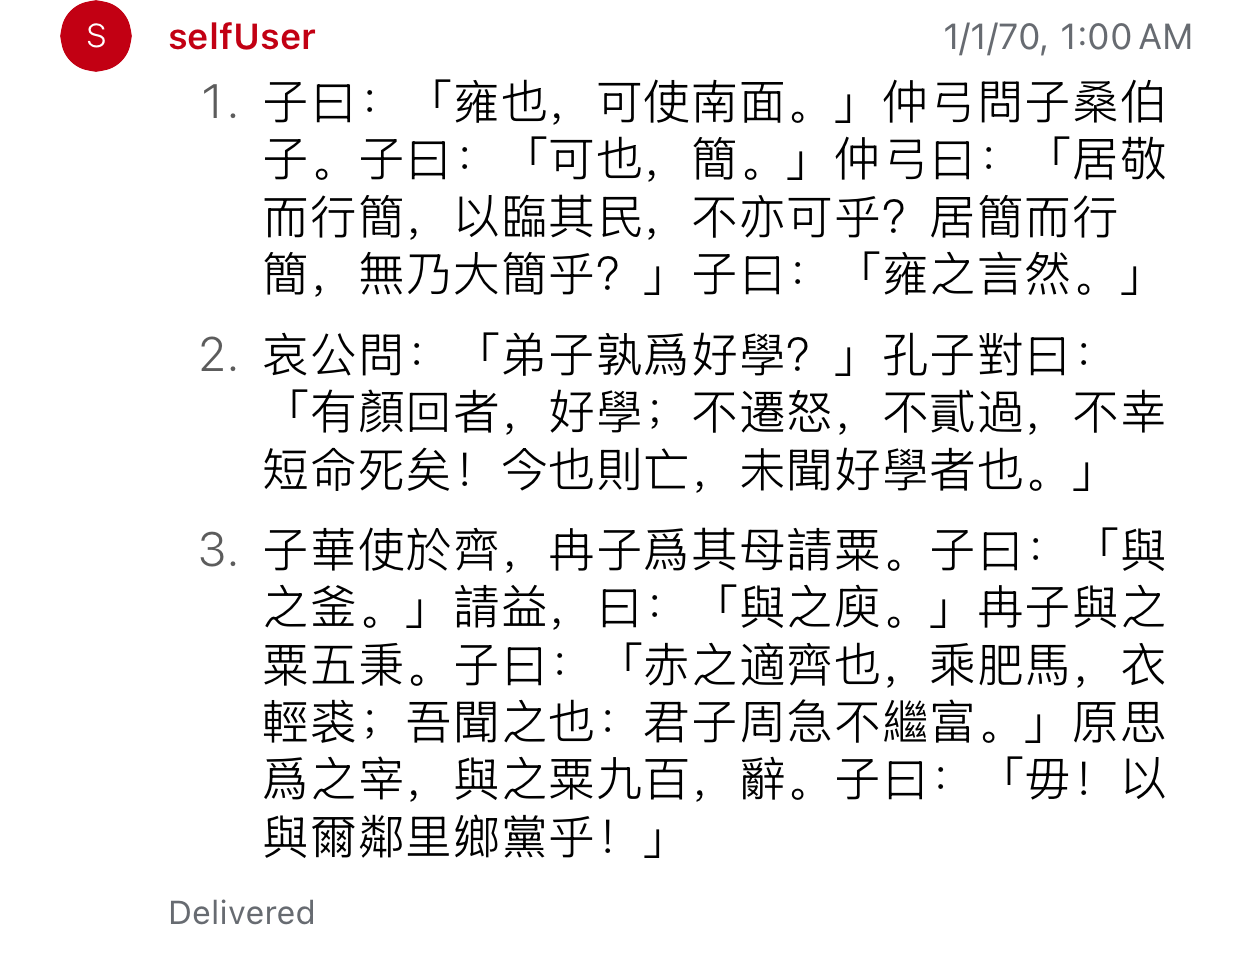 S
selfUser
1/1/70, 1:00 AM
1. 子曰：「雍也，可使南面。」仲弓問子桑伯
子。子曰：「可也，簡。」仲弓曰：「居敬
而行簡，以臨其民，不亦可乎？居簡而行
簡，無乃大簡乎？」子曰：「雍之言然。」
2. 哀公問：「弟子孰爲好學？」孔子對曰：
「有顏回者，好學；不遷怒，不貳過，不幸
短命死矣！今也則亡，未聞好學者也。」
3. 子華使於齊，冉子爲其母請粟。子曰：「與
之釜。」請益，曰：「與之庾。」冉子與之
粟五秉。子曰：「赤之適齊也，乘肥馬，衣
輕裘；吾聞之也：君子周急不繼富。」原思
爲之宰，與之粟九百，辭。子曰：「毋！以
與爾鄰里鄉黨乎！」
Delivered